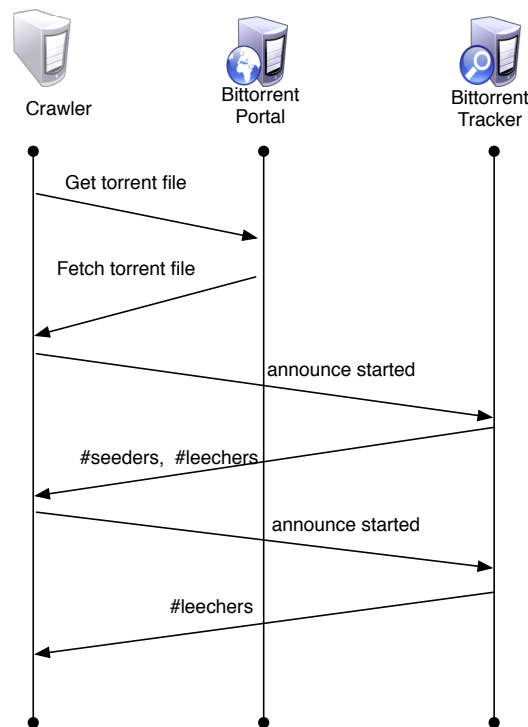 Crawler
Bittorrent
Portal
Bittorrent
Tracker
Get torrent file
Fetch torrent file
announce started
#seeders, #leechers
announce started
#leechers